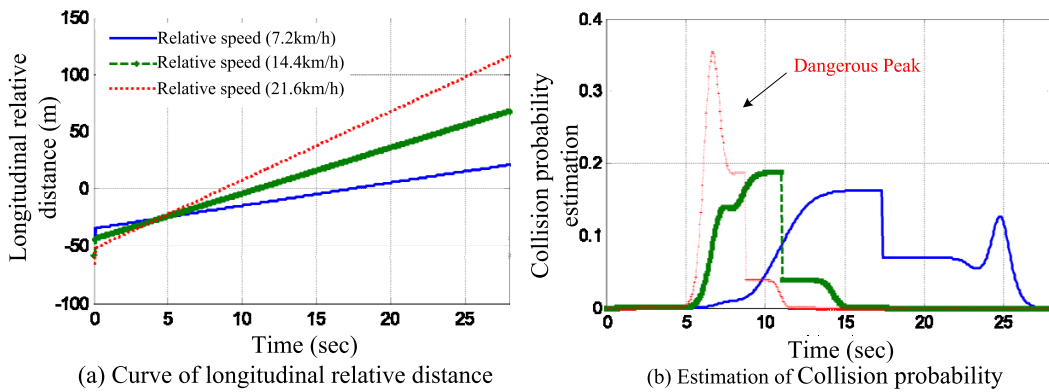 150
100
50
0
-50
-100
0
5
10
15
20
25
Longitudinal relative
distance (m)
Relative speed (7.2km/h)
Relative speed (14.4km/h)
Relative speed (21.6km/h)
Time (sec)
(a) Curve of longitudinal relative distance
0.4
0.3
0.2
0.1
0
0
5
10
15
20
25
Collision probability
estimation
Dangerous Peak
Time (sec)
(b) Estimation of Collision probability